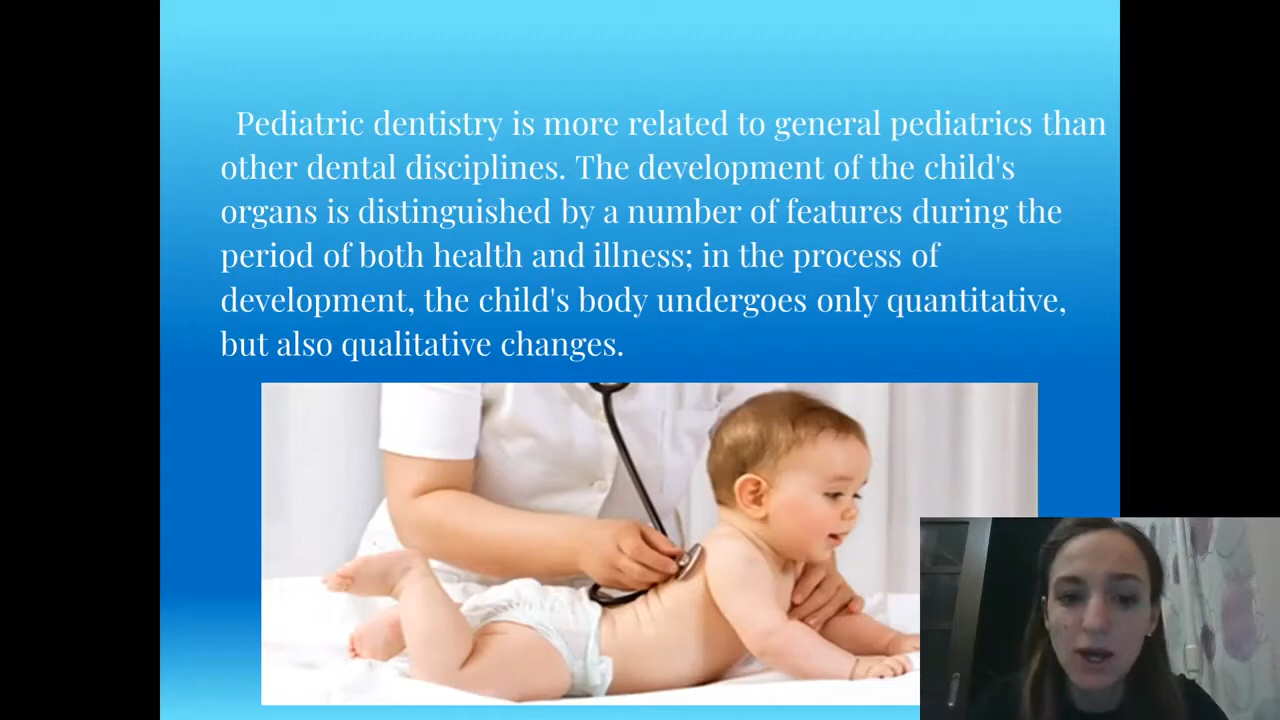 Pediatric dentistry is more related to general pediatrics than
other dental disciplines. The development of the child's
organs is distinguished by a number of features during the
period of both health and illness; in the process of
development, the child's body undergoes only quantitative,
but also qualitative changes.